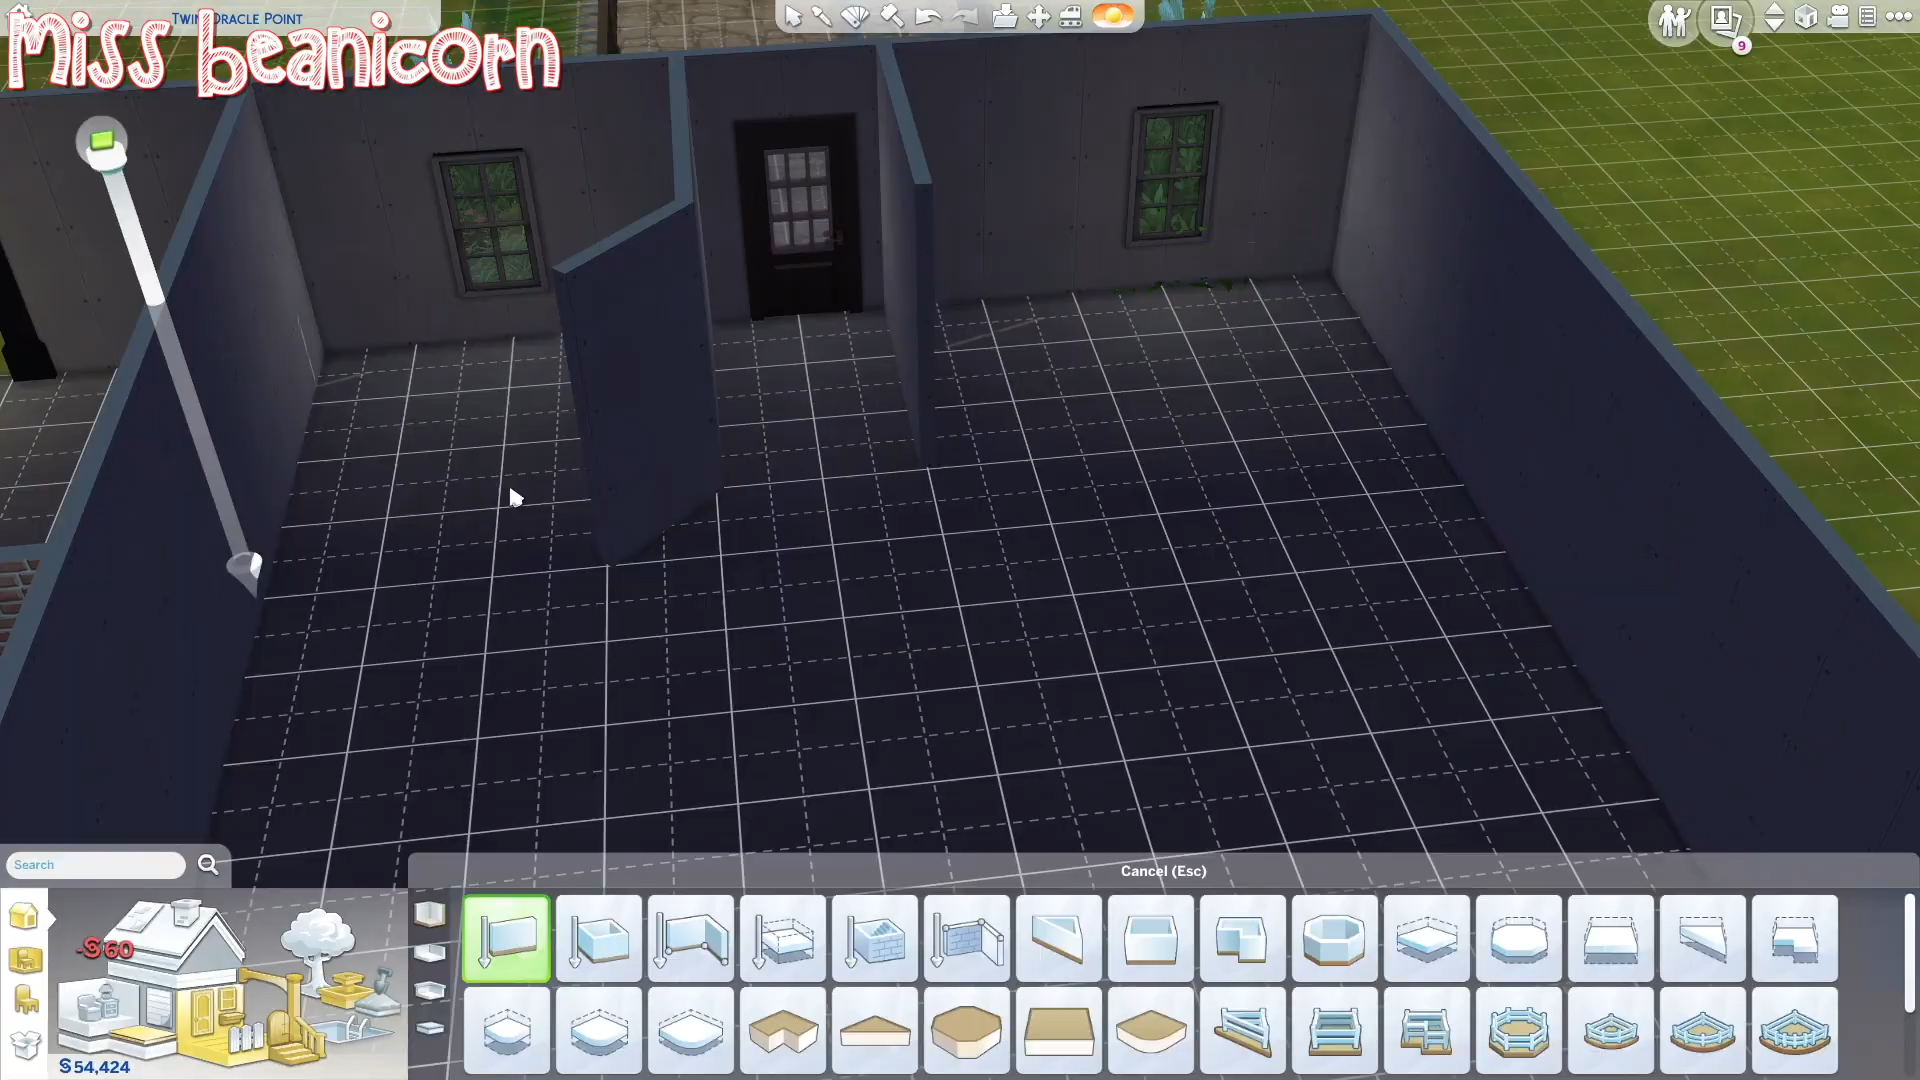 Twin Oracle Point
Miss beanicorn
9
Search
Cancel (Esc)
-§60
§54,424